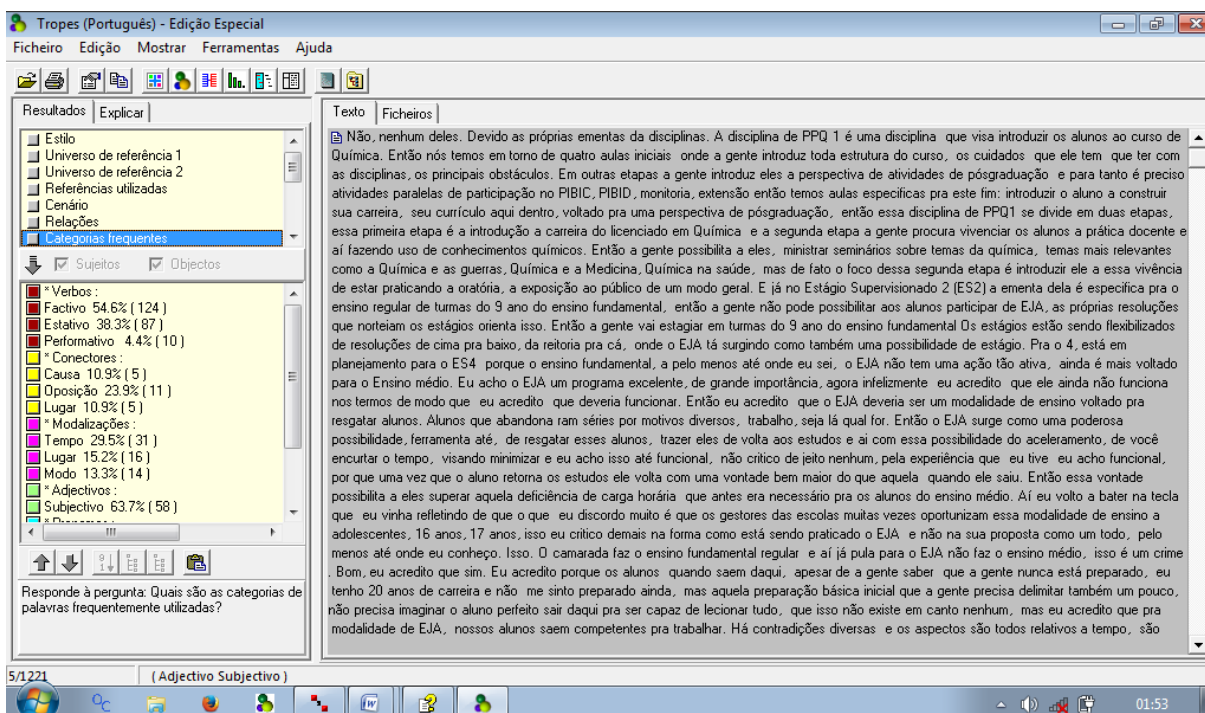 Tropes (Português) - Edição Especial
Ficheiro Edição Mostrar Ferramentas Ajuda
Resultados Explicar
Estilo
Universo de referência 1
Universo de referência 2
Referências utilizadas
Cenário
Relações
Categorias frequentes
Sujeitos Objectos
* Verbos :
Factivo 54.6% ( 124 )
Estativo 38.3% ( 87 )
Performativo 4.4% ( 10 )
* Conectores :
Causa 10.9% ( 5 )
Oposição 23.9% ( 11 )
Lugar 10.9% ( 5 )
* Modalizações :
Tempo 29.5% ( 31 )
Lugar 15.2% ( 16 )
Modo 13.3% ( 14 )
* Adjectivos :
Subjectivo 63.7% ( 58 )
Responde à pergunta: Quais são as categorias de
palavras frequentemente utilizadas?
Texto Ficheiros
Não, nenhum deles. Devido as próprias ementas da disciplinas. A disciplina de PPQ 1 é uma disciplina que visa introduzir os alunos ao curso de
Química. Então nós temos em torno de quatro aulas iniciais onde a gente introduz toda estrutura do curso, os cuidados que ele tem que ter com
as disciplinas, os principais obstáculos. Em outras etapas a gente introduz eles a perspectiva de atividades de pósgraduação e para tanto é preciso
atividades paralelas de participação no PIBIC, PIBID, monitoria, extensão então temos aulas especificas pra este fim: introduzir o aluno a construir
sua carreira, seu currículo aqui dentro, voltado pra uma perspectiva de pósgraduação, então essa disciplina de PPQ1 se divide em duas etapas,
essa primeira etapa é a introdução a carreira do licenciado em Química e a segunda etapa a gente procura vivenciar os alunos a prática docente e
aí fazendo uso de conhecimentos químicos. Então a gente possibilita a eles, ministrar seminários sobre temas da química, temas mais relevantes
como a Química e as guerras, Química e a Medicina, Química na saúde, mas de fato o foco dessa segunda etapa é introduzir ele a essa vivência
de estar praticando a oratória, a exposição ao público de um modo geral. E já no Estágio Supervisionado 2 (ES2) a ementa dela é especifica pra o
ensino regular de turmas do 9 ano do ensino fundamental, então a gente não pode possibilitar aos alunos participar de EJA, as próprias resoluções
que norteiam os estágios orienta isso. Então a gente vai estagiar em turmas do 9 ano do ensino fundamental Os estágios estão sendo flexibilizados
de resoluções de cima pra baixo, da reitoria pra cá, onde o EJA tá surgindo como também uma possibilidade de estágio. Pra o 4, está em
planejamento para o ES4 porque o ensino fundamental, a pelo menos até onde eu sei, o EJA não tem uma ação tão ativa, ainda é mais voltado
para o Ensino médio. Eu acho o EJA um programa excelente, de grande importância, agora infelizmente eu acredito que ele ainda não funciona
nos termos de modo que eu acredito que deveria funcionar. Então eu acredito que o EJA deveria ser um modalidade de ensino voltado pra
resgatar alunos. Alunos que abandona ram séries por motivos diversos, trabalho, seja lá qual for. Então o EJA surge como uma poderosa
possibilidade, ferramenta até, de resgatar esses alunos, trazer eles de volta aos estudos e ai com essa possibilidade do aceleramento, de você
encurtar o tempo, visando minimizar e eu acho isso até funcional, não critico de jeito nenhum, pela experiência que eu tive eu acho funcional,
por que uma vez que o aluno retorna os estudos ele volta com uma vontade bem maior do que aquela quando ele saiu. Então essa vontade
possibilita a eles superar aquela deficiência de carga horária que antes era necessário pra os alunos do ensino médio. Aí eu volto a bater na tecla
que eu vinha refletindo de que o que eu discordo muito é que os gestores das escolas muitas vezes oportunizam essa modalidade de ensino a
adolescentes, 16 anos, 17 anos, isso eu critico demais na forma como está sendo praticado o EJA e não na sua proposta como um todo, pelo
menos até onde eu conheço. Isso. O camarada faz o ensino fundamental regular e aí já pula para o EJA não faz o ensino médio, isso é um crime
. Bom, eu acredito que sim. Eu acredito porque os alunos quando saem daqui, apesar de a gente saber que a gente nunca está preparado, eu
tenho 20 anos de carreira e não me sinto preparado ainda, mas aquela preparação básica inicial que a gente precisa delimitar também um pouco,
não precisa imaginar o aluno perfeito sair daqui pra ser capaz de lecionar tudo, que isso não existe em canto nenhum, mas eu acredito que pra
modalidade de EJA, nossos alunos saem competentes pra trabalhar. Há contradições diversas e os aspectos são todos relativos a tempo, são
5/1221 ( Adjectivo Subjectivo )
01:53